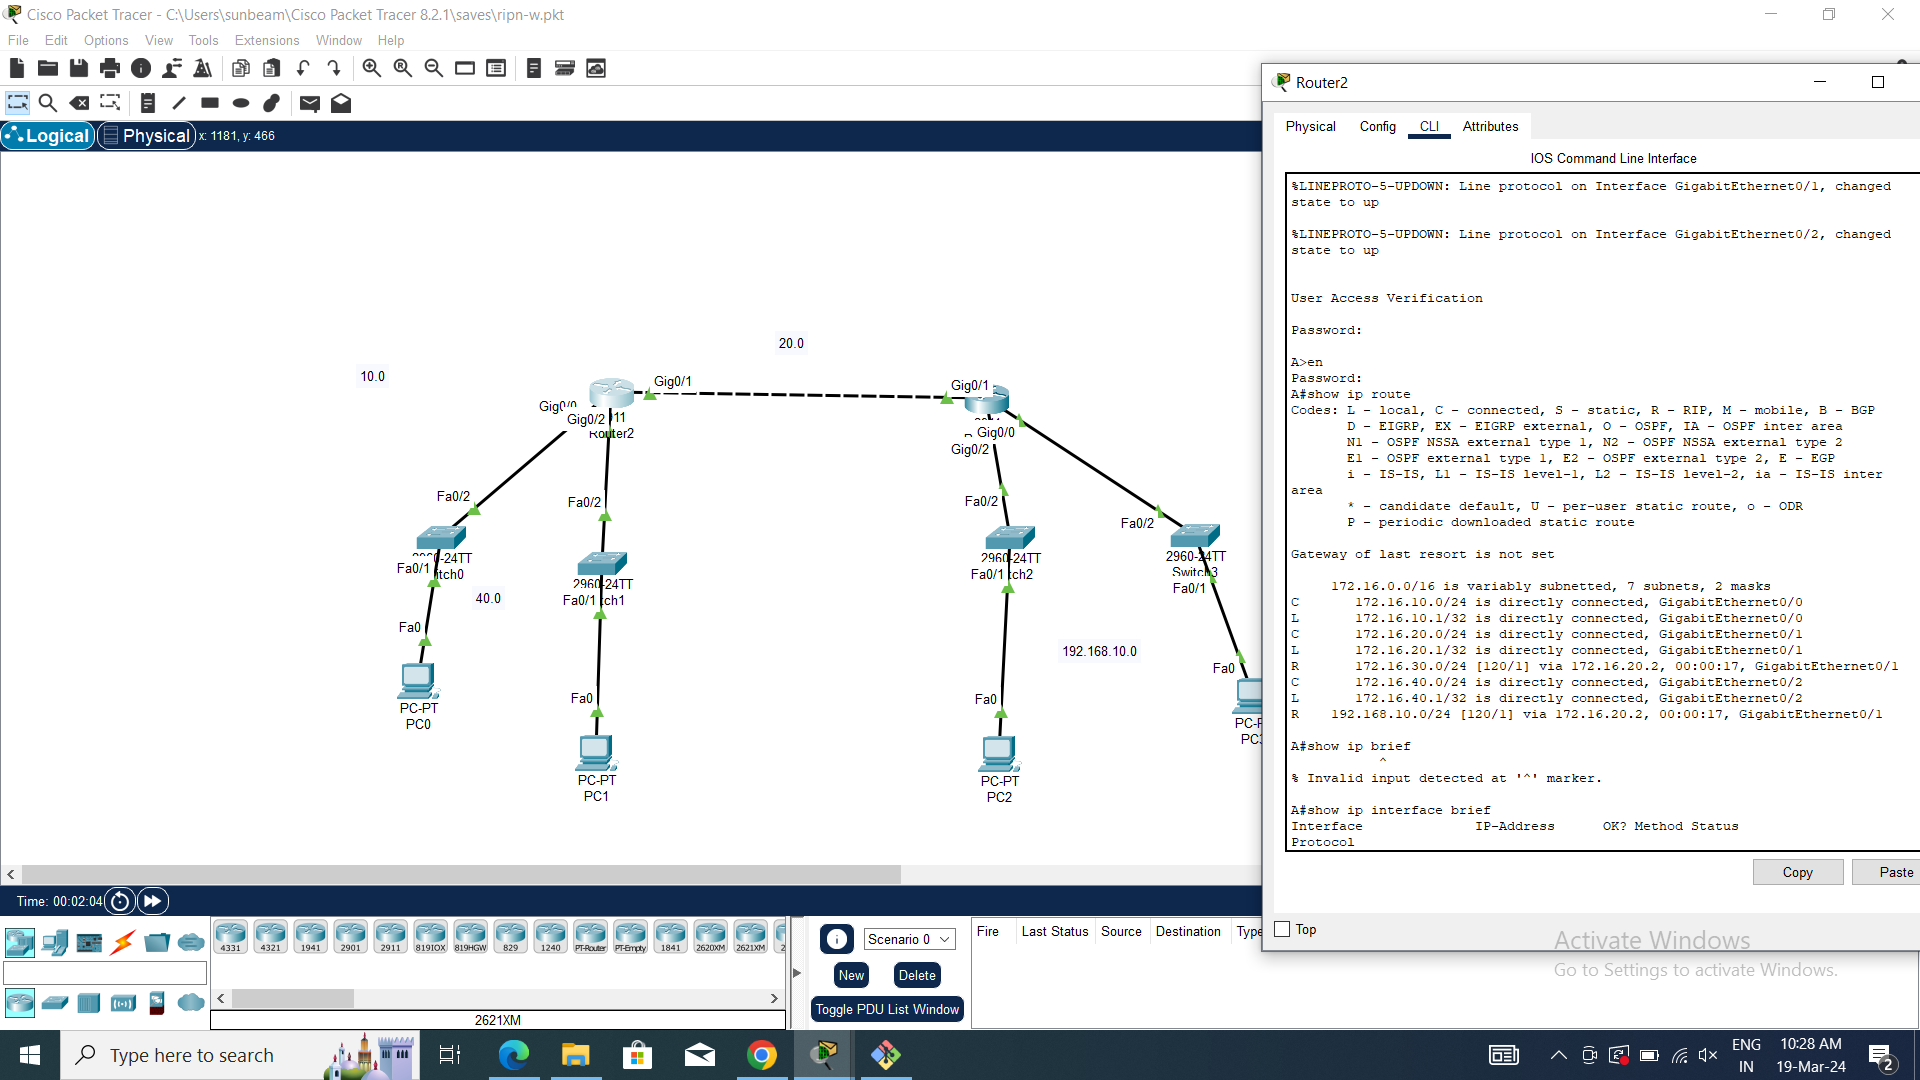 Cisco Packet Tracer - C:\Users\sunbeam\Cisco Packet Tracer 8.2.1\saves\ripn-w.pkt
File Edit Options View Tools Extensions Window Help
Logical Physical x: 1181, y: 466
20.0
10.0
Gig0/1
Gig0/1
Gig0/2
Router2
Gig0/0
Gig0/2
Fa0/2
Fa0/2
Fa0/2
Fa0/2
2960-24TT
Switch3
Fa0/1
2960-24TT
Fa0/1
2960-24TT
Fa0/1
Fa0/1
40.0
Fa0
192.168.10.0
Fa0
Fa0
Fa0
PC-PT
PC0
PC-PT
PC1
PC-PT
PC2
Router2
Physical Config CLI Attributes
IOS Command Line Interface
%LINEPROTO-5-UPDOWN: Line protocol on Interface GigabitEthernet0/1, changed
state to up
%LINEPROTO-5-UPDOWN: Line protocol on Interface GigabitEthernet0/2, changed
state to up
User Access Verification
Password:
A>en
Password:
A#show ip route
Codes: L - local, C - connected, S - static, R - RIP, M - mobile, B - BGP
D - EIGRP, EX - EIGRP external, O - OSPF, IA - OSPF inter area
N1 - OSPF NSSA external type 1, N2 - OSPF NSSA external type 2
E1 - OSPF external type 1, E2 - OSPF external type 2, E - EGP
i - IS-IS, L1 - IS-IS level-1, L2 - IS-IS level-2, ia - IS-IS inter
area
* - candidate default, U - per-user static route, o - ODR
P - periodic downloaded static route
Gateway of last resort is not set
172.16.0.0/16 is variably subnetted, 7 subnets, 2 masks
C 172.16.10.0/24 is directly connected, GigabitEthernet0/0
L 172.16.10.1/32 is directly connected, GigabitEthernet0/0
C 172.16.20.0/24 is directly connected, GigabitEthernet0/1
L 172.16.20.1/32 is directly connected, GigabitEthernet0/1
R 172.16.30.0/24 [120/1] via 172.16.20.2, 00:00:17, GigabitEthernet0/1
C 172.16.40.0/24 is directly connected, GigabitEthernet0/2
L 172.16.40.1/32 is directly connected, GigabitEthernet0/2
R 192.168.10.0/24 [120/1] via 172.16.20.2, 00:00:17, GigabitEthernet0/1
A#show ip brief
^
% Invalid input detected at '^' marker.
A#show ip interface brief
Interface IP-Address OK? Method Status
Protocol
Copy Paste
Top
Activate Windows
Go to Settings to activate Windows.
Time: 00:02:04
4331 4321 1941 2901 2911 819IOX 819HGW 829 1240 PT-Router PT-Empty 1841 2620XM 2621XM
2621XM
Scenario 0
New Delete
Toggle PDU List Window
Fire Last Status Source Destination Type
Type here to search
ENG
IN
10:28 AM
19-Mar-24
2